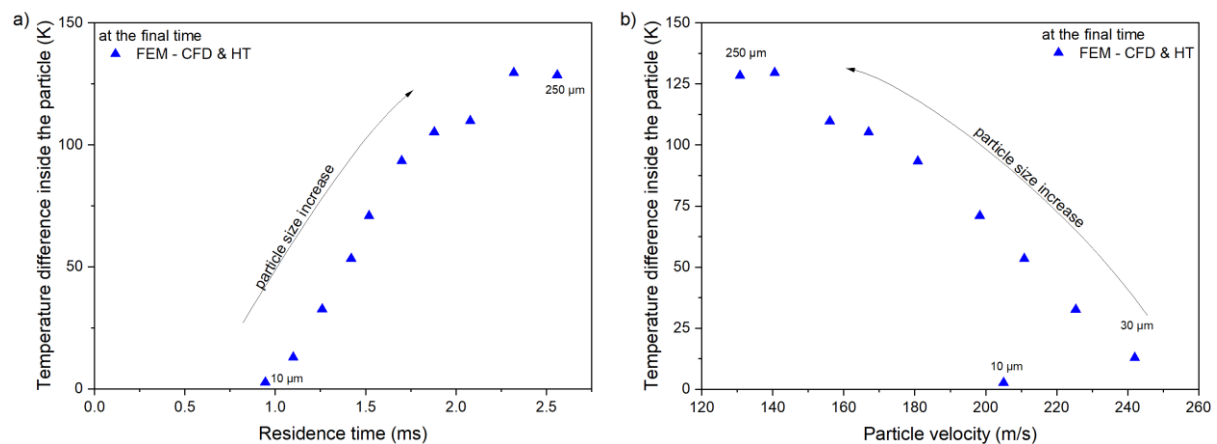 a)
150
125
100
75
50
25
0
Temperature difference inside the particle (K)
at the final time
FEM - CFD & HT
250 µm
particle size increase
10 µm
0.0 0.5 1.0 1.5 2.0 2.5
Residence time (ms)
b)
150
125
100
75
50
25
0
Temperature difference inside the particle (K)
at the final time
FEM - CFD & HT
250 µm
particle size increase
30 µm
10 µm
120 140 160 180 200 220 240 260
Particle velocity (m/s)